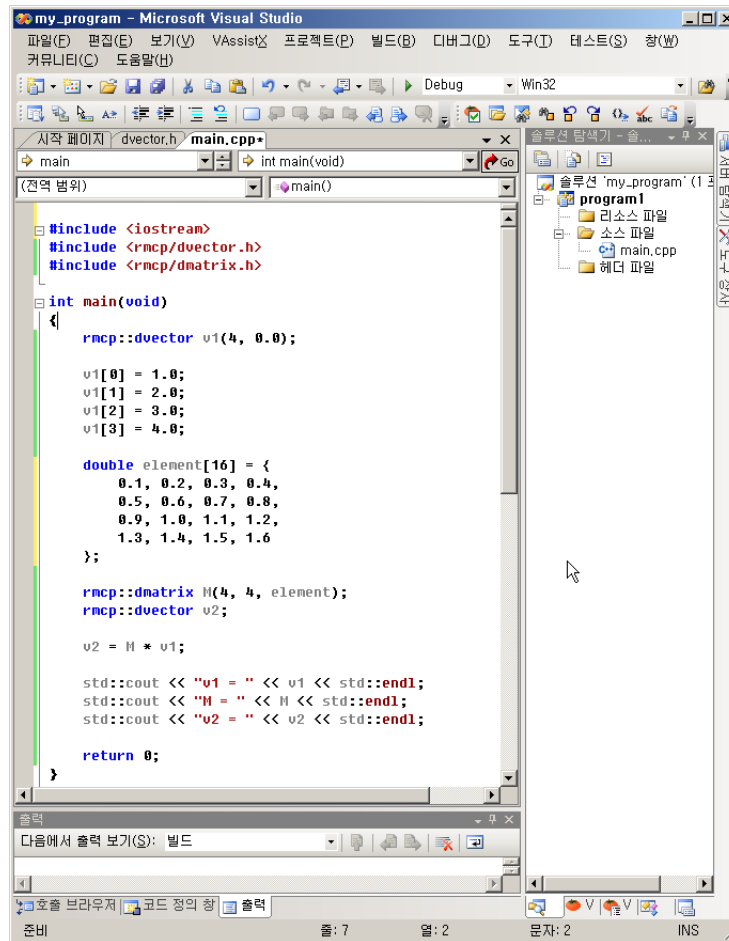 my_program - Microsoft Visual Studio
파일(F) 편집(E) 보기(V) VAssistX 프로젝트(P) 빌드(B) 디버그(D) 도구(T) 테스트(S) 창(W)
커뮤니티(C) 도움말(H)
Debug Win32
시작 페이지 dvector.h main.cpp*
main int main(void) Go
(전역 범위) main()
#include <iostream>
#include <rmcp/dvector.h>
#include <rmcp/dmatrix.h>
int main(void)
{
rmcp::dvector v1(4, 0.0);
v1[0] = 1.0;
v1[1] = 2.0;
v1[2] = 3.0;
v1[3] = 4.0;
double element[16] = {
0.1, 0.2, 0.3, 0.4,
0.5, 0.6, 0.7, 0.8,
0.9, 1.0, 1.1, 1.2,
1.3, 1.4, 1.5, 1.6
};
rmcp::dmatrix M(4, 4, element);
rmcp::dvector v2;
v2 = M * v1;
std::cout << "v1 = " << v1 << std::endl;
std::cout << "M = " << M << std::endl;
std::cout << "v2 = " << v2 << std::endl;
return 0;
}
솔루션 탐색기 - 솔...
솔루션 'my_program' (1 프
program1
리소스 파일
소스 파일
main.cpp
헤더 파일
출력
다음에서 출력 보기(S): 빌드
호출 브라우저 코드 정의 창 출력
V V
준비 줄: 7 열: 2 문자: 2 INS